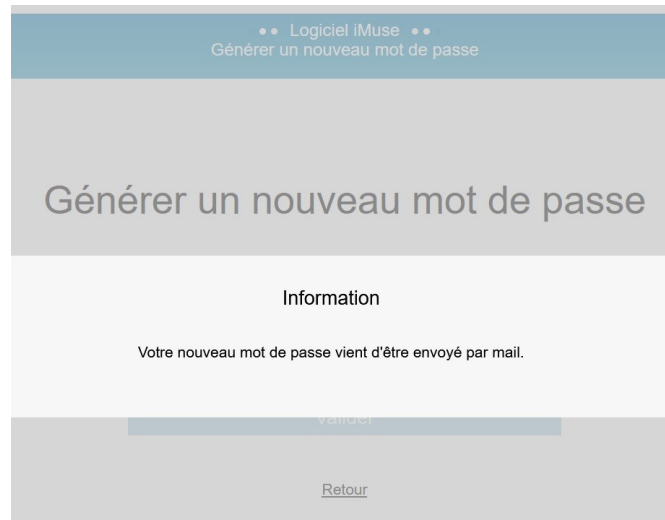 •• Logiciel iMuse ••
Générer un nouveau mot de passe
Générer un nouveau mot de passe
Information
Votre nouveau mot de passe vient d'être envoyé par mail.
Valider
Retour